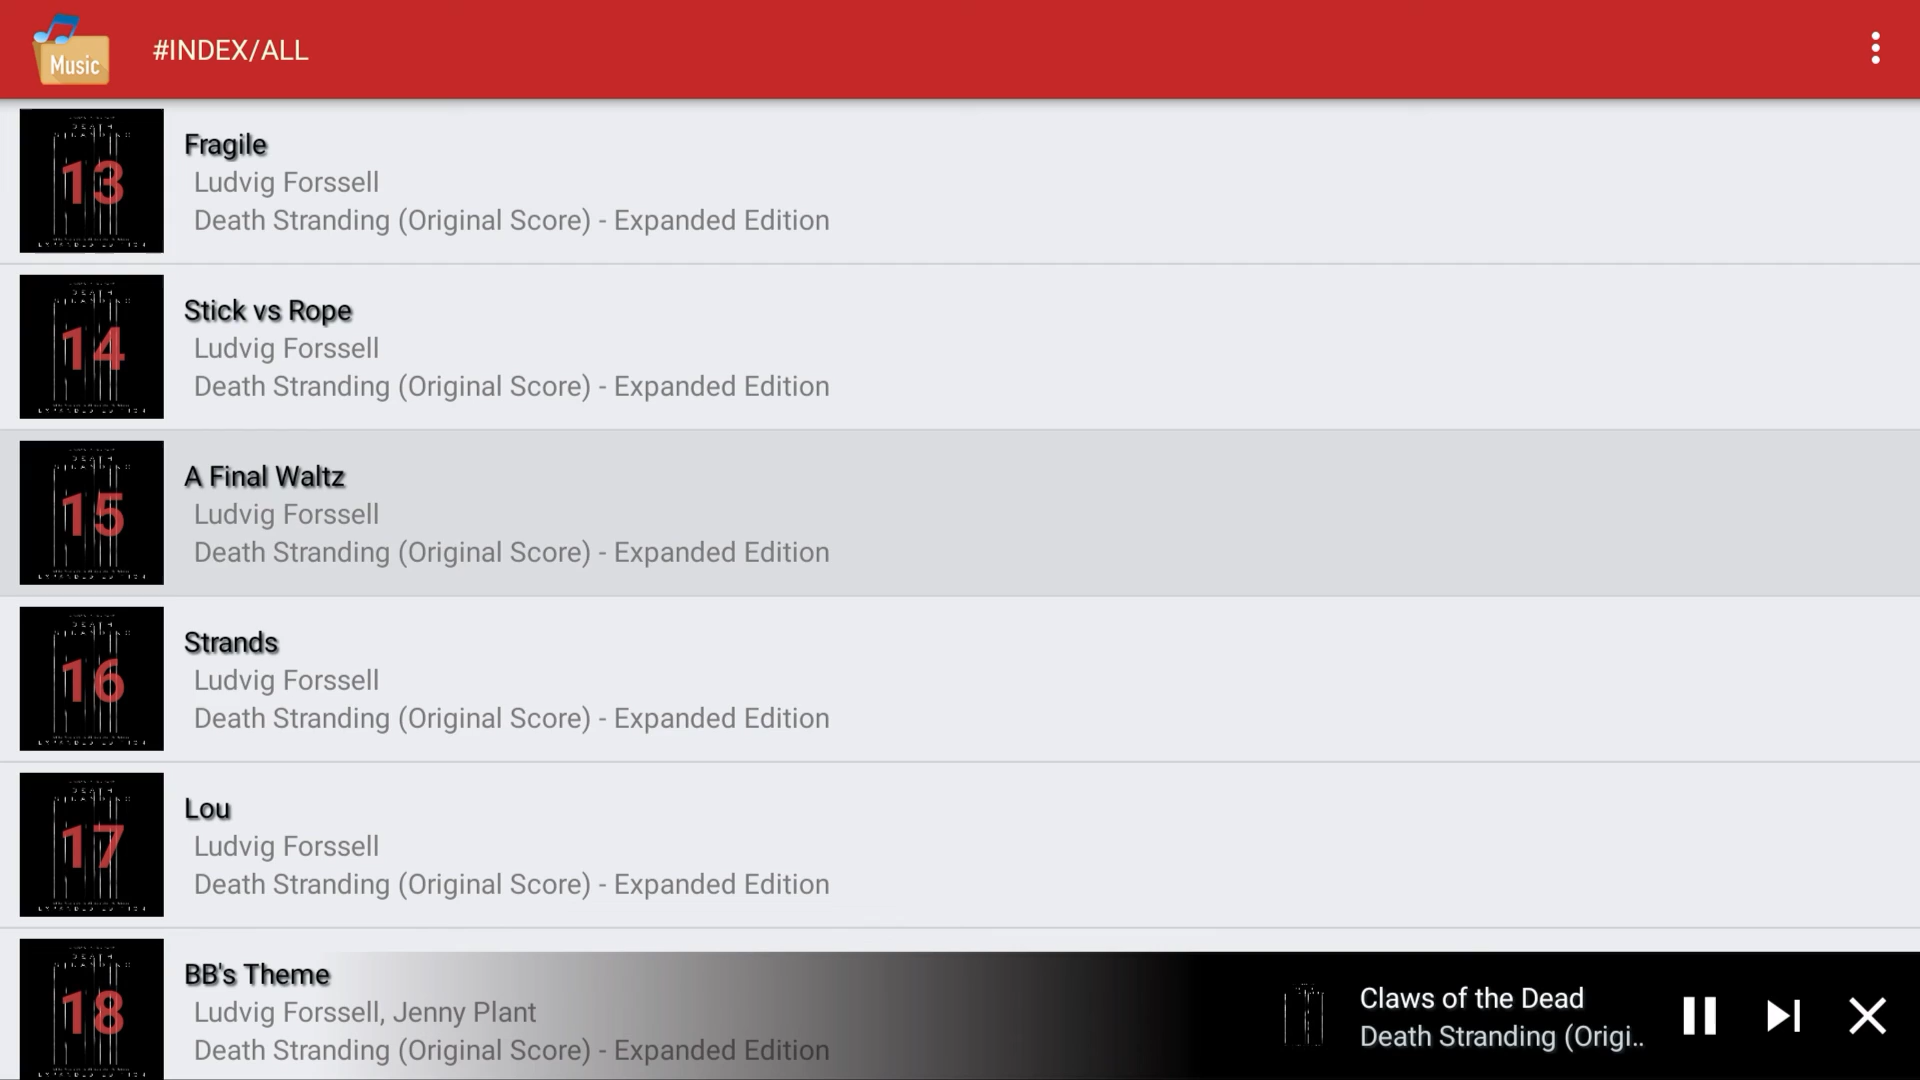 Music
#INDEX/ALL
13
Fragile
Ludvig Forssell
Death Stranding (Original Score) - Expanded Edition
14
Stick vs Rope
Ludvig Forssell
Death Stranding (Original Score) - Expanded Edition
15
A Final Waltz
Ludvig Forssell
Death Stranding (Original Score) - Expanded Edition
16
Strands
Ludvig Forssell
Death Stranding (Original Score) - Expanded Edition
17
Lou
Ludvig Forssell
Death Stranding (Original Score) - Expanded Edition
18
BB's Theme
Ludvig Forssell, Jenny Plant
Death Stranding (Original Score) - Expanded Edition
Claws of the Dead
Death Stranding (Origi..